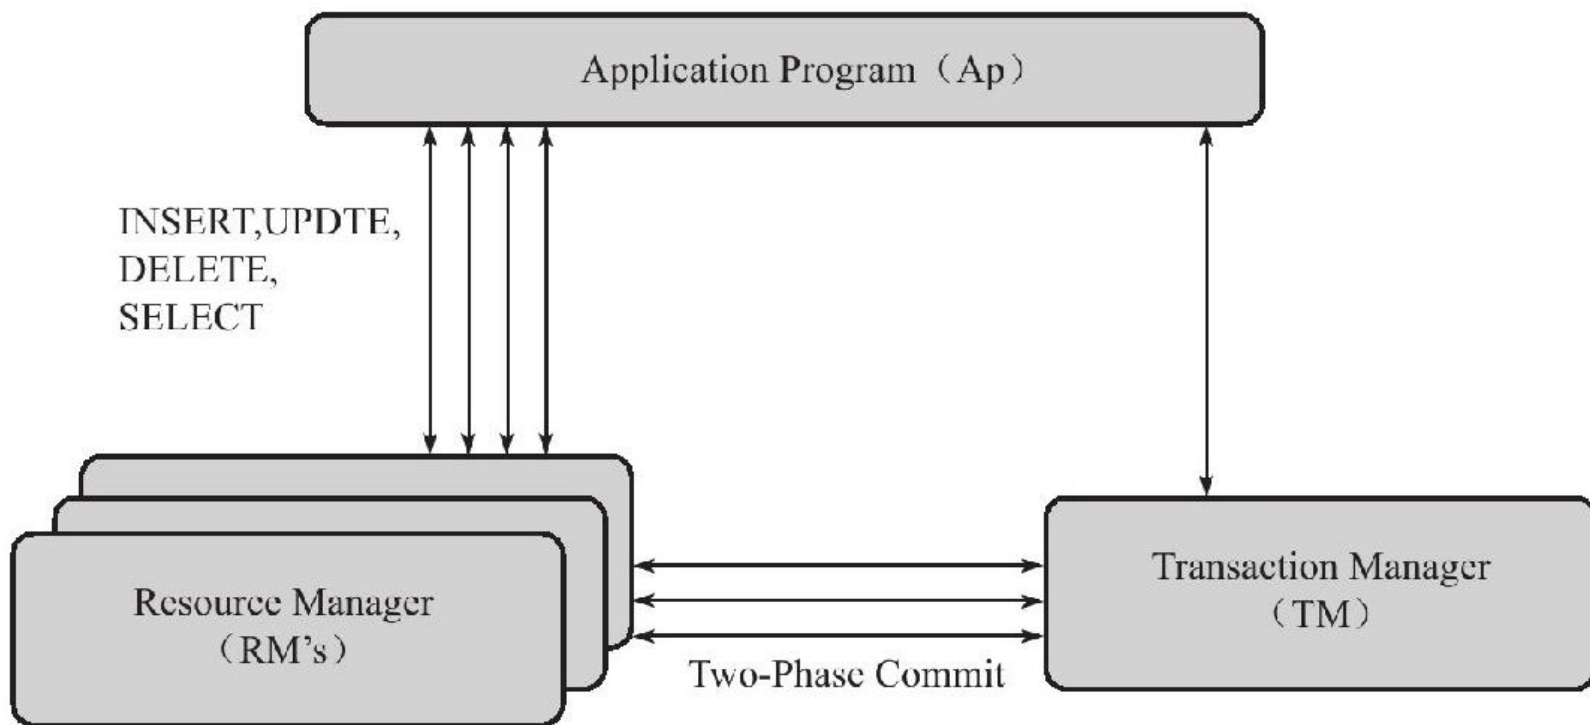 Application Program（Ap）
INSERT,UPDTE,
DELETE,
SELECT
Resource Manager
（RM’s）
Transaction Manager
（TM）
Two-Phase Commit